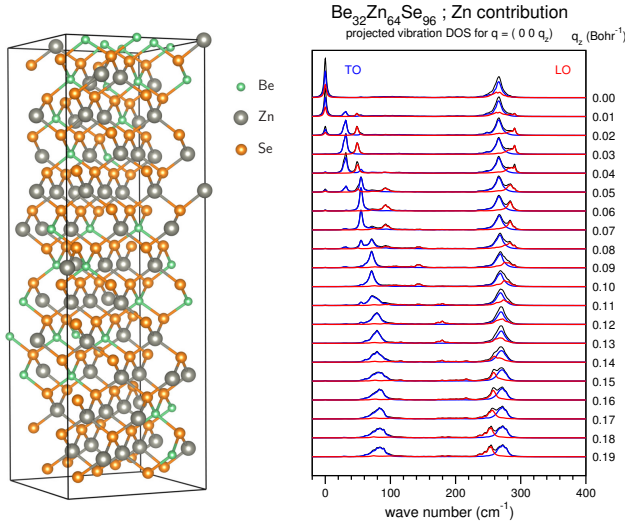 Be32Zn64Se96 ; Zn contribution
projected vibration DOS for q = ( 0 0 qz) qz (Bohr-1)
TO LO
Be
Zn
Se
0.00
0.01
0.02
0.03
0.04
0.05
0.06
0.07
0.08
0.09
0.10
0.11
0.12
0.13
0.14
0.15
0.16
0.17
0.18
0.19
0 100 200 300 400
wave number (cm-1)